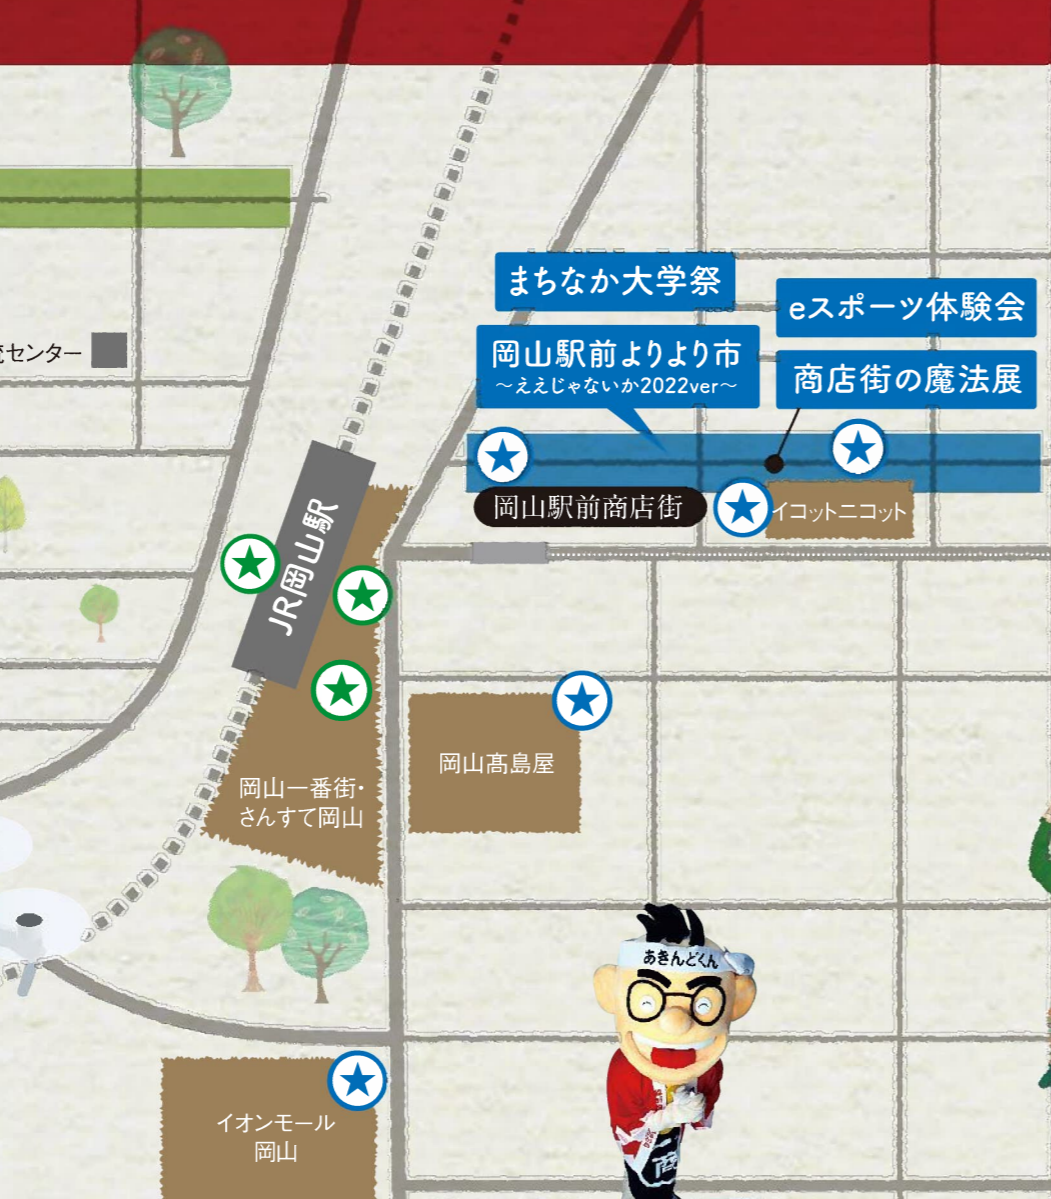 まちなか大学祭
eスポーツ体験会
岡山駅前よりより市
〜ええじゃないか2022ver〜
商店街の魔法展
センター
岡山駅前商店街
イコットニコット
JR岡山駅
岡山髙島屋
岡山一番街・
さんすて岡山
あきんどくん
イオンモール
岡山
商